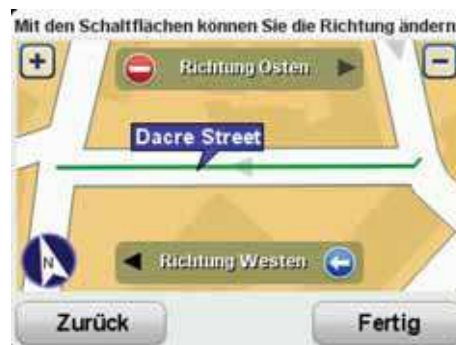 Mit den Schaltflächen können Sie die Richtung ändern
+
−
Richtung Osten
Dacre Street
Richtung Westen
N
Zurück
Fertig